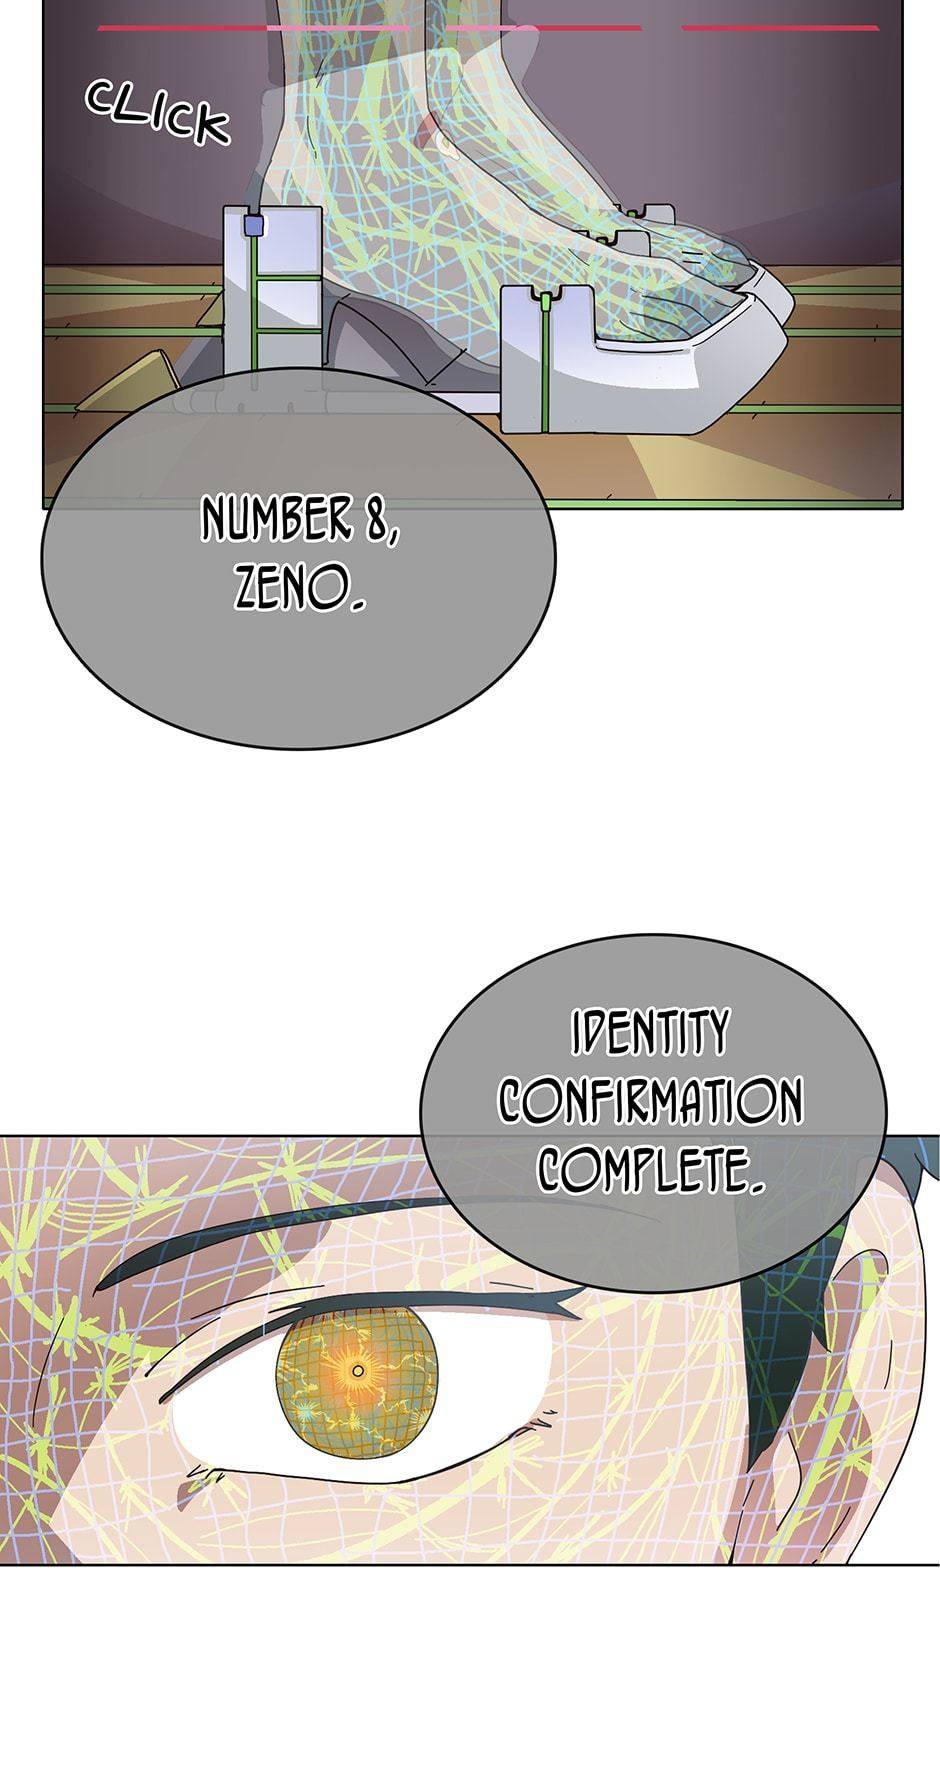 CLICK
NUMBER 8,
ZENO.
IDENTITY
CONFIRMATION
COMPLETE.